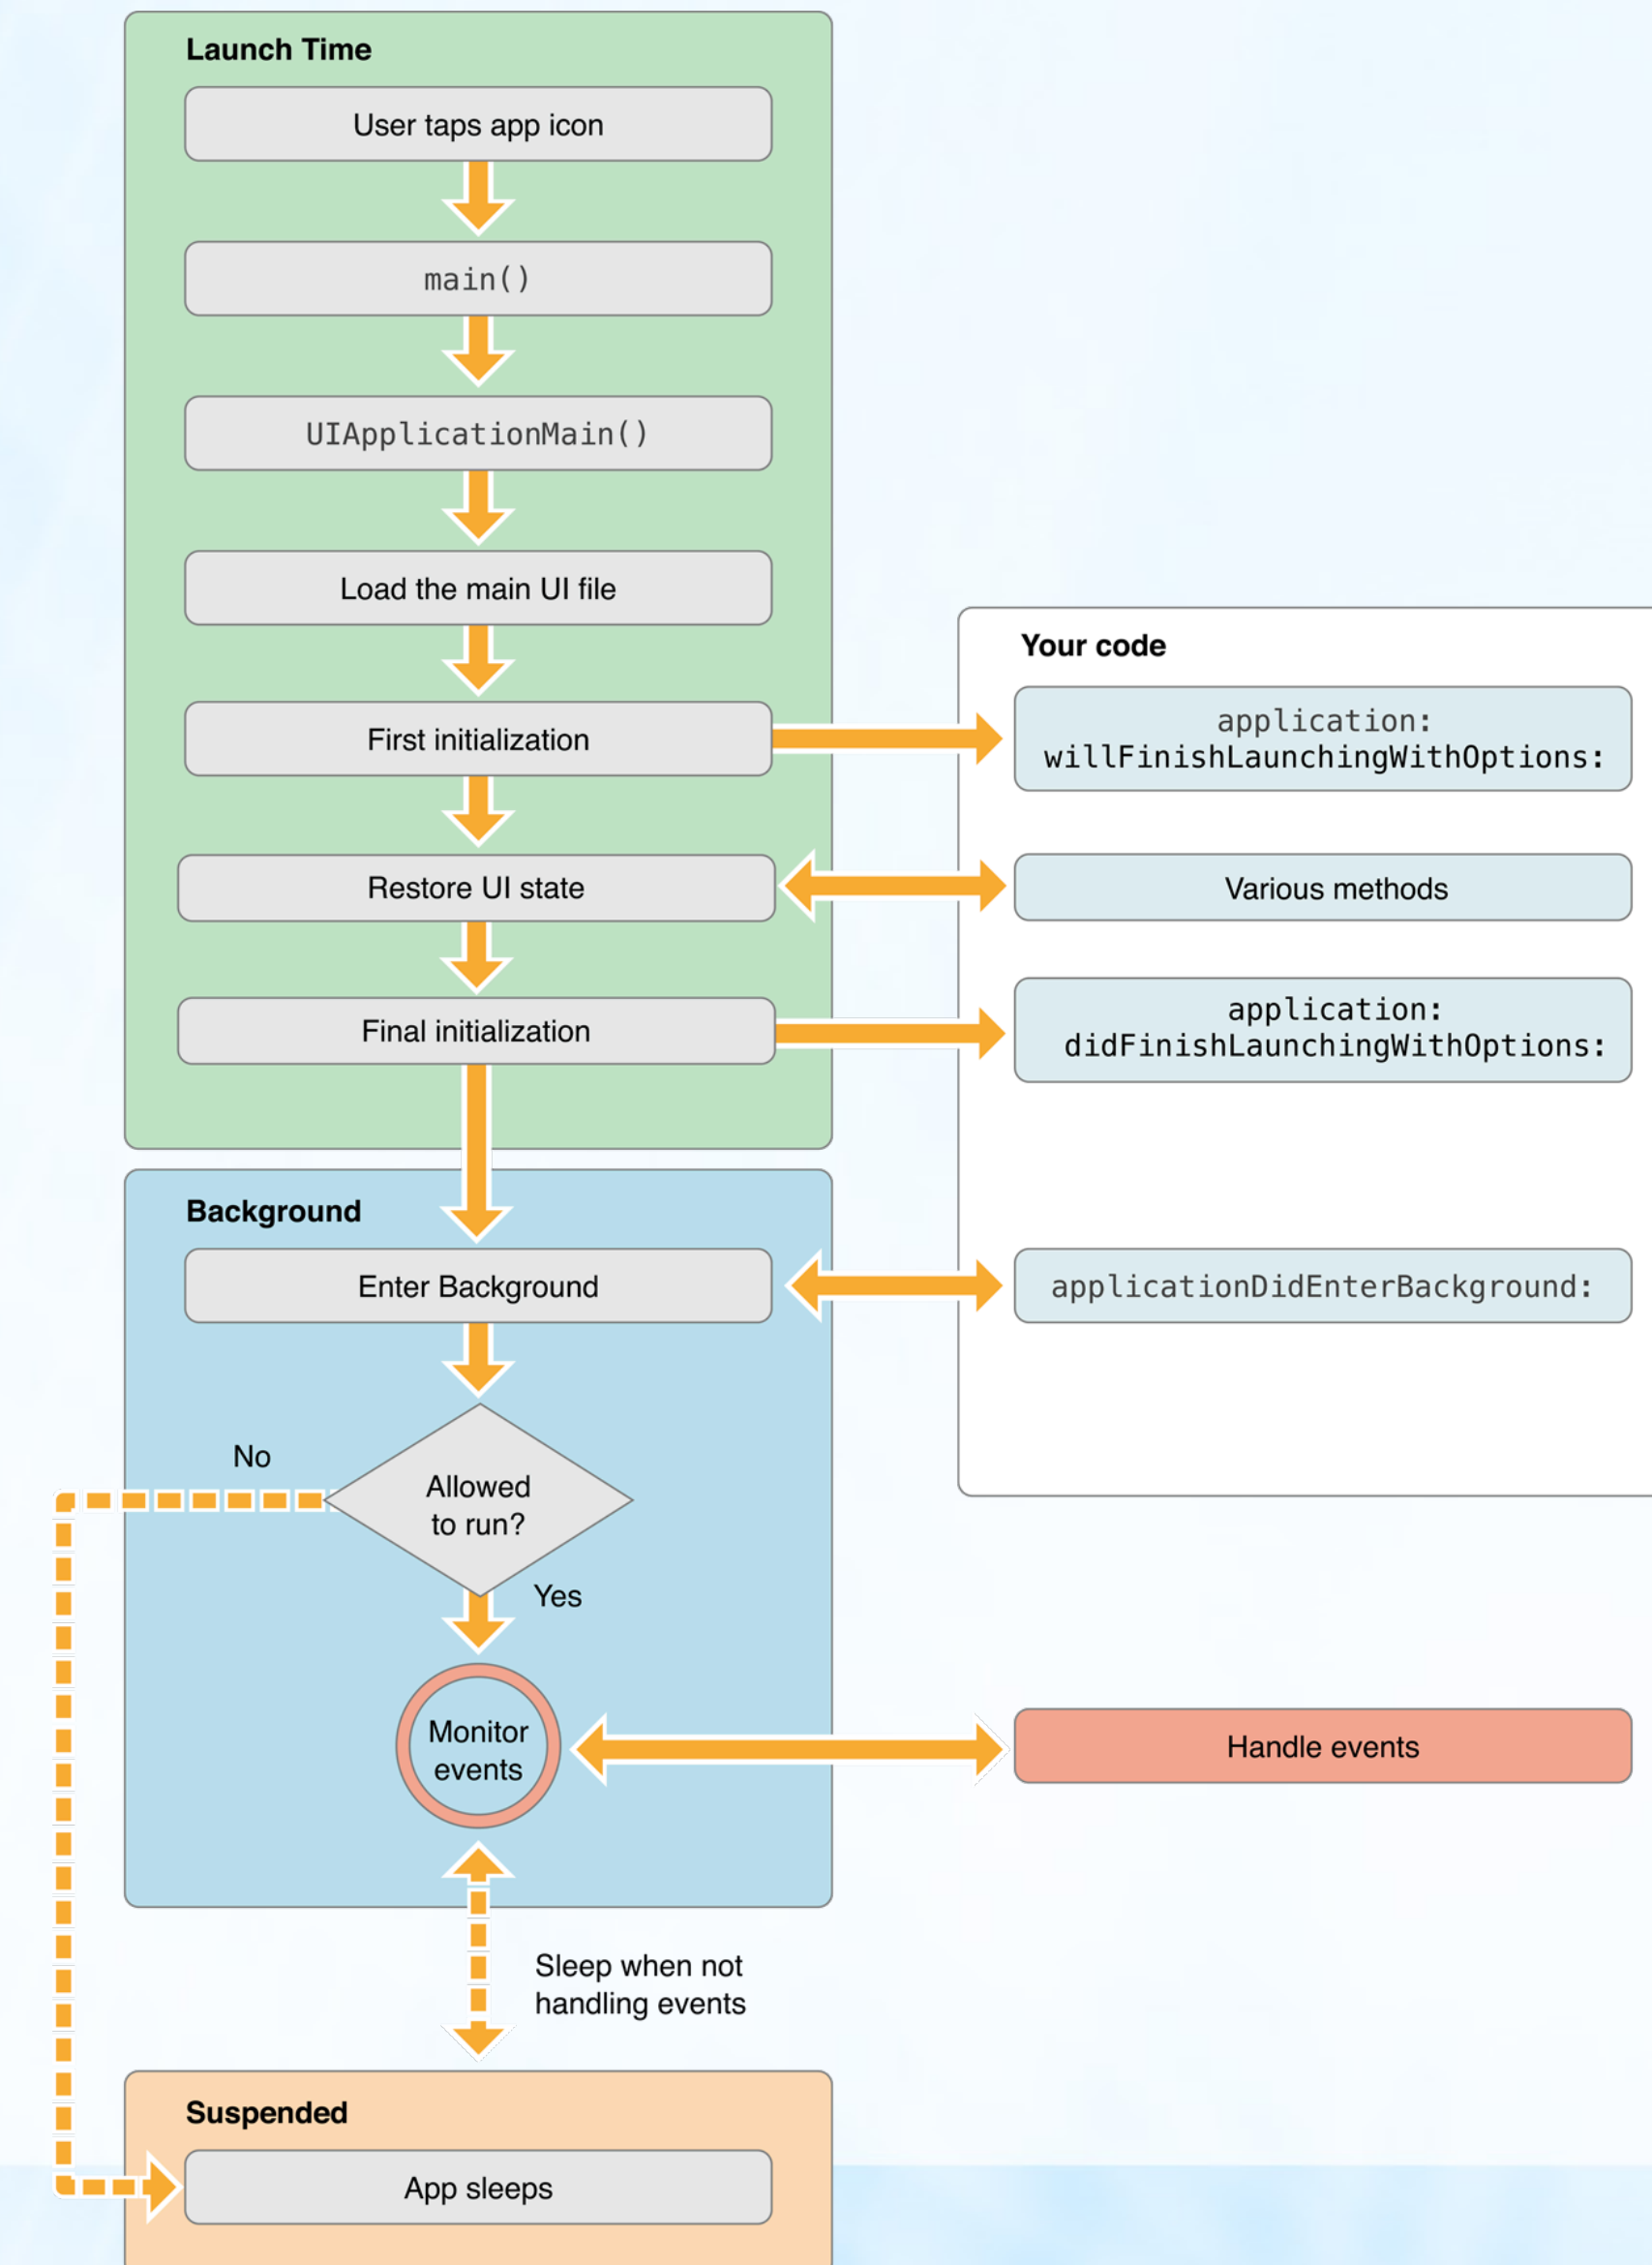 Launch Time
User taps app icon
main()
UIApplicationMain()
Load the main UI file
Your code
First initialization
application:
willFinishLaunchingWithOptions:
Restore UI state
Various methods
Final initialization
application:
didFinishLaunchingWithOptions:
Background
Enter Background
applicationDidEnterBackground:
No
Allowed
to run?
Yes
Monitor
events
Handle events
Sleep when not
handling events
Suspended
App sleeps